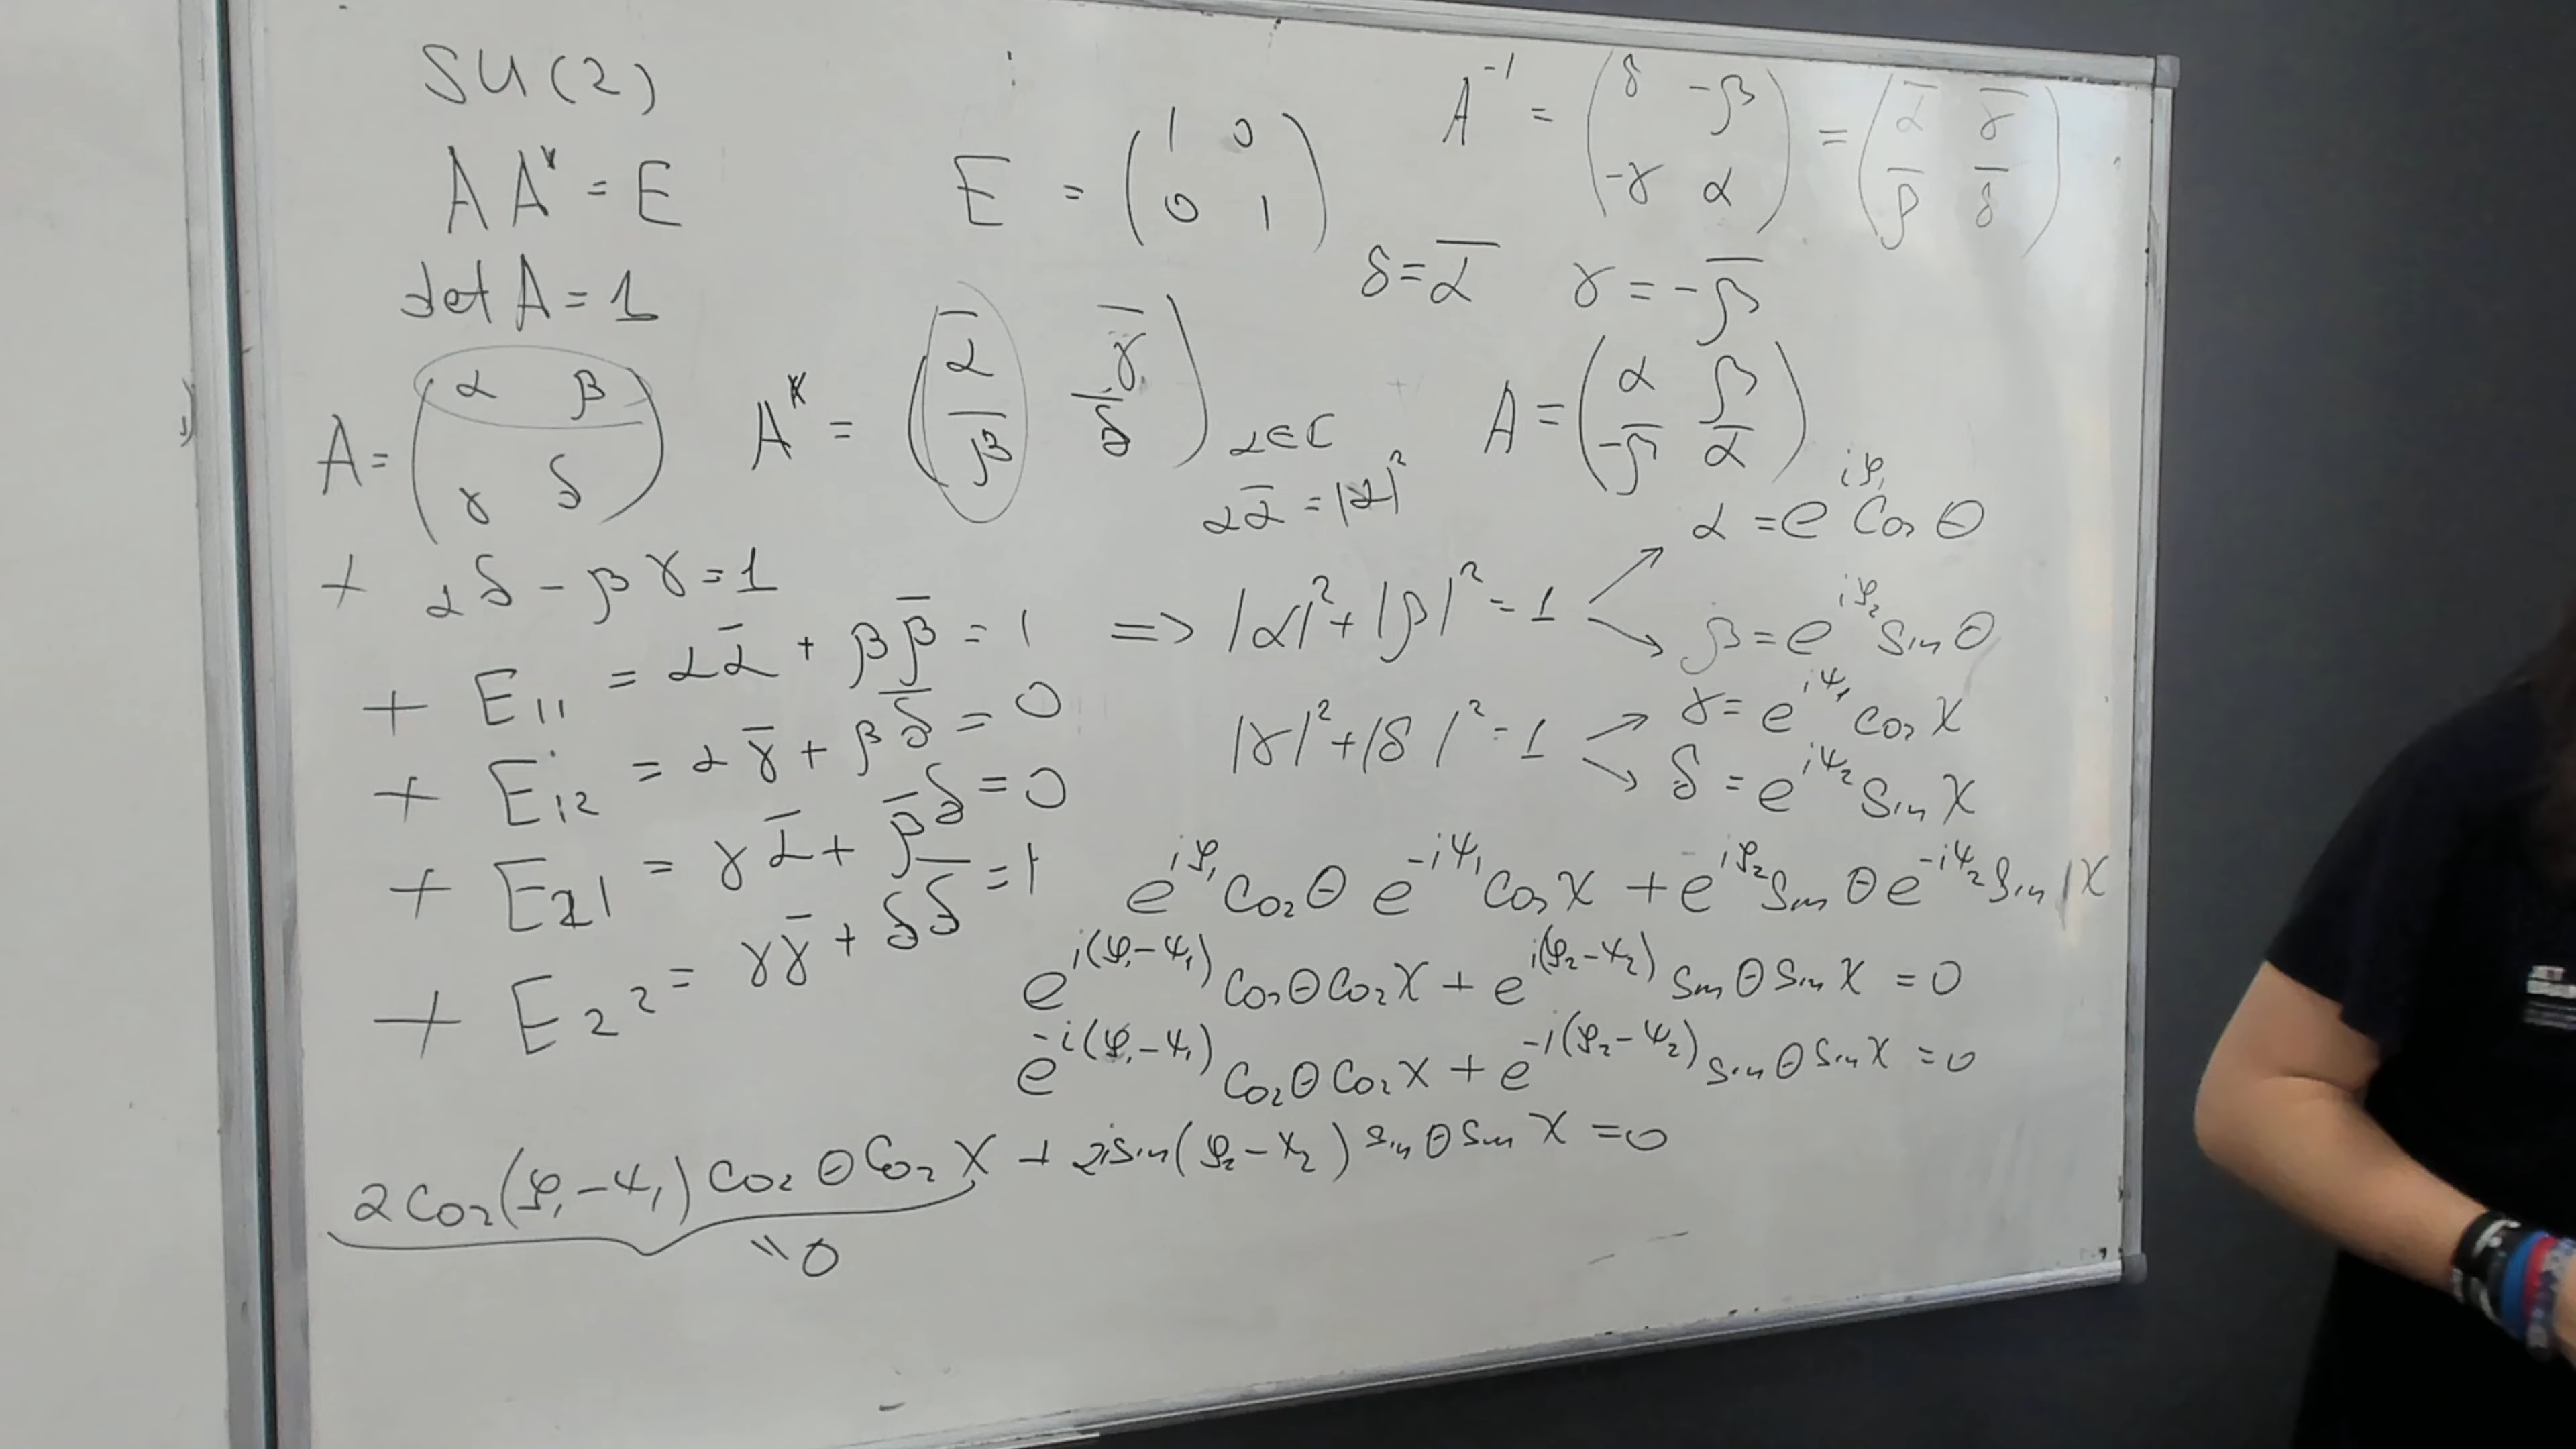 SU(2)
A A* = E
det A = 1
E = ( 1 0
0 1 )
A⁻¹ = ( δ -β
-γ α ) = ( ᾱ γ̄
β̄ δ̄ )
δ = ᾱ γ = -β̄
A = ( α β
γ δ )
A* = ( ᾱ γ̄
β̄ δ̄ )
α ∈ C
αᾱ = |α|²
A = ( α β
-β̄ ᾱ )
+ αδ - βγ = 1
+ E₁₁ = αᾱ + ββ̄ = 1 => |α|² + |β|² = 1
+ E₁₂ = αγ̄ + βδ̄ = 0
+ E₂₁ = γᾱ + β̄δ = 0
+ E₂₂ = γγ̄ + δδ̄ = 1
α = e^{iφ₁} cos θ
β = e^{iφ₂} sin θ
|γ|² + |δ|² = 1
γ = e^{iψ₁} cos χ
δ = e^{iψ₂} sin χ
e^{iφ₁} cos θ e^{-iψ₁} cos χ + e^{iφ₂} sin θ e^{-iψ₂} sin χ
e^{i(φ₁-ψ₁)} cos θ cos χ + e^{i(φ₂-ψ₂)} sin θ sin χ = 0
e^{-i(φ₁-ψ₁)} cos θ cos χ + e^{-i(φ₂-ψ₂)} sin θ sin χ = 0
2 cos(φ₁-ψ₁) cos θ cos χ + 2i sin(φ₂-ψ₂) sin θ sin χ = 0
" 0